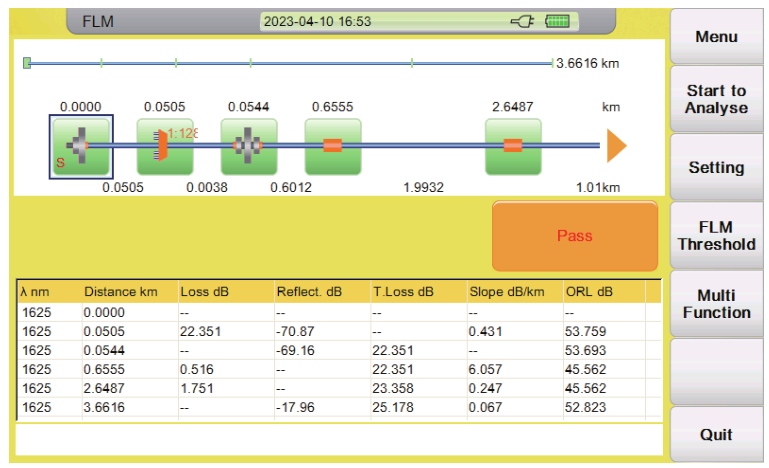 FLM 2023-04-10 16:53
Menu
3.6616 km
0.0000 0.0505 0.0544 0.6555 2.6487 km
Start to
Analyse
1:128
S
Setting
0.0505 0.0038 0.6012 1.9932 1.01km
Pass
FLM
Threshold
λ nm Distance km Loss dB Reflect. dB T.Loss dB Slope dB/km ORL dB
1625 0.0000 -- -- -- -- --
1625 0.0505 22.351 -70.87 -- 0.431 53.759
1625 0.0544 -- -69.16 22.351 -- 53.693
1625 0.6555 0.516 -- 22.351 6.057 45.562
1625 2.6487 1.751 -- 23.358 0.247 45.562
1625 3.6616 -- -17.96 25.178 0.067 52.823
Multi
Function
Quit